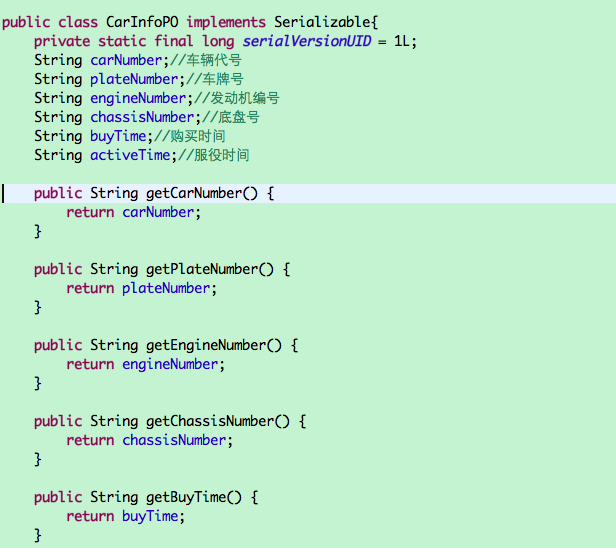 public class CarInfoPO implements Serializable{
    private static final long serialVersionUID = 1L;
    String carNumber;//车辆代号
    String plateNumber;//车牌号
    String engineNumber;//发动机编号
    String chassisNumber;//底盘号
    String buyTime;//购买时间
    String activeTime;//服役时间

    public String getCarNumber() {
        return carNumber;
    }

    public String getPlateNumber() {
        return plateNumber;
    }

    public String getEngineNumber() {
        return engineNumber;
    }

    public String getChassisNumber() {
        return chassisNumber;
    }

    public String getBuyTime() {
        return buyTime;
    }